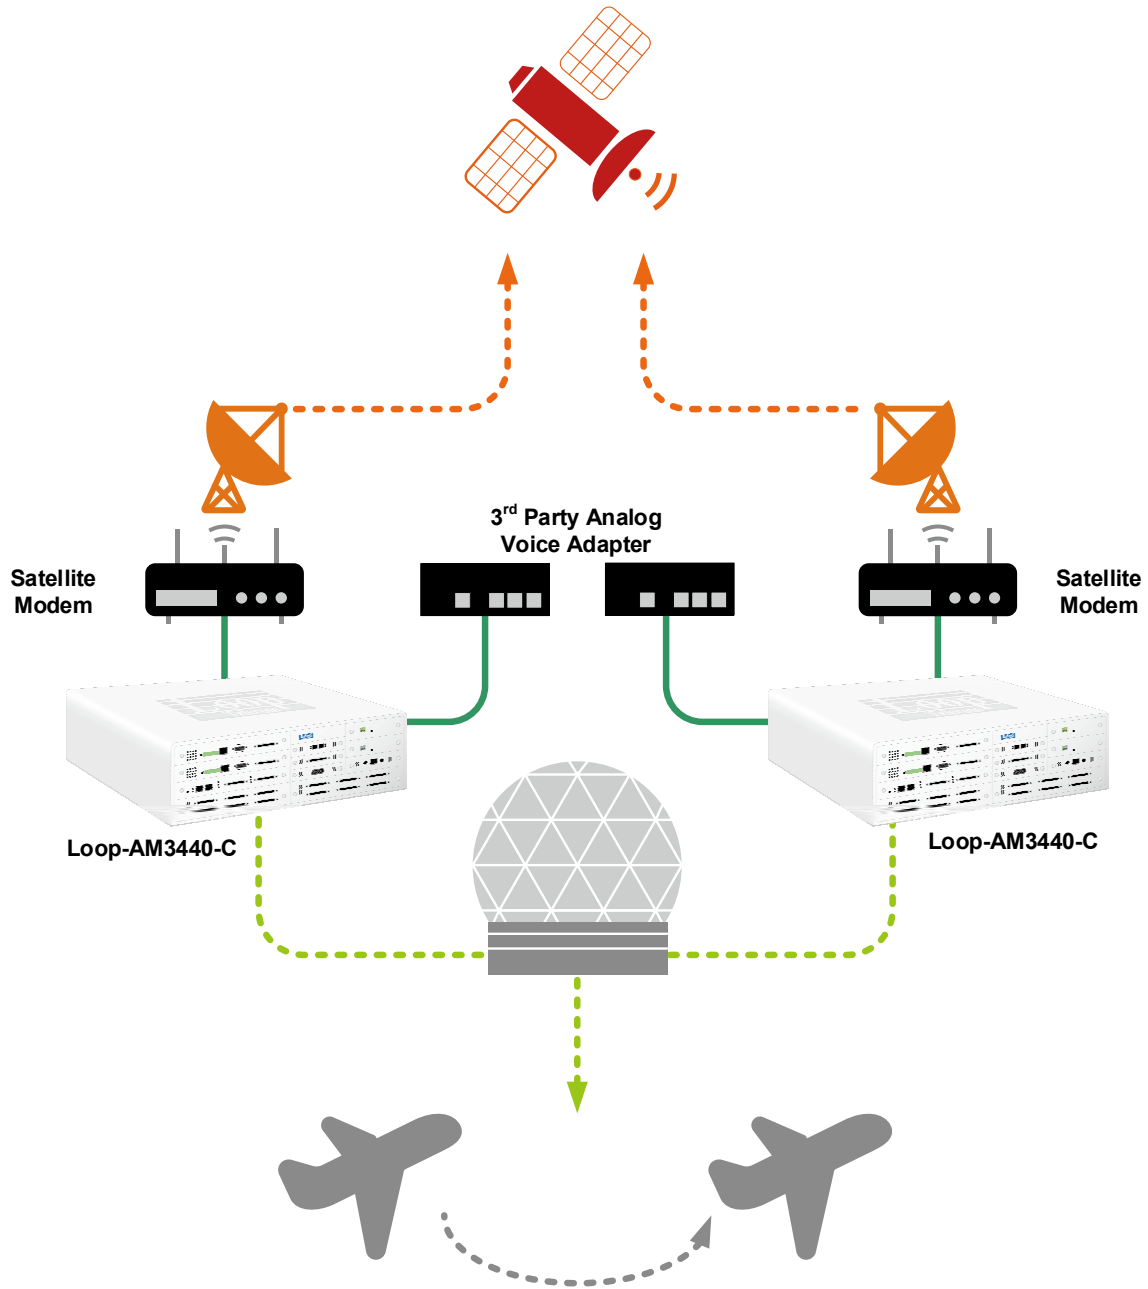 3rd Party Analog
Voice Adapter
Satellite
Modem
Satellite
Modem
Loop-AM3440-C
Loop-AM3440-C